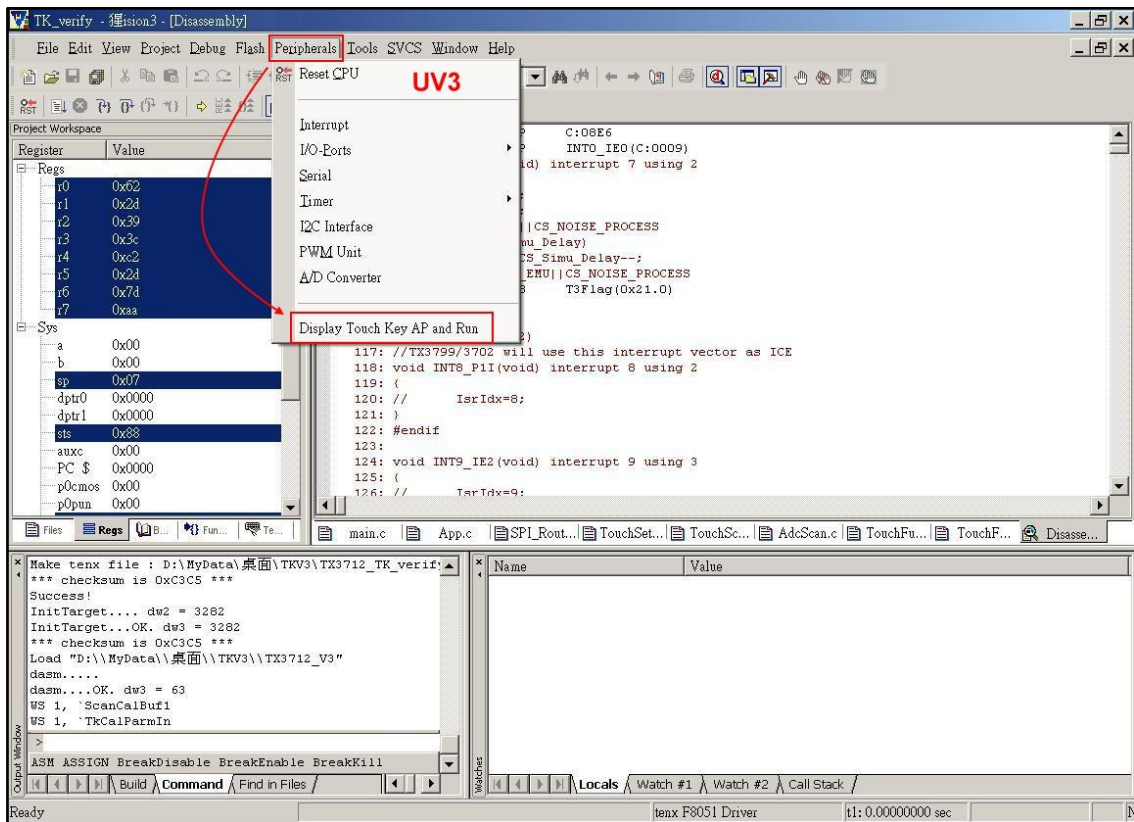 TK_verify - 狸ision3 - [Disassembly]
File Edit View Project Debug Flash Peripherals Tools SVCS Window Help
Reset CPU
UV3
Interrupt
I/O-Ports
Serial
Timer
I2C Interface
PWM Unit
A/D Converter
Display Touch Key AP and Run
RST
Project Workspace
Register Value
Regs
r0 0x62
r1 0x2d
r2 0x39
r3 0x3c
r4 0xc2
r5 0x2d
r6 0x7d
r7 0xaa
Sys
a 0x00
b 0x00
sp 0x07
dptr0 0x0000
dptr1 0x0000
sts 0x88
auxc 0x00
PC $ 0x0000
p0cmos 0x00
p0pun 0x00
Files Regs B... Fun... Te...
C:08E6
INT0_IE0(C:0009)
id) interrupt 7 using 2
||CS_NOISE_PROCESS
mu_Delay)
CS_Simu_Delay--;
_EMU||CS_NOISE_PROCESS
T3Flag(0x21.0)
117: //TX3799/3702 will use this interrupt vector as ICE
118: void INT8_P1I(void) interrupt 8 using 2
119: {
120: // IsrIdx=8;
121: }
122: #endif
123:
124: void INT9_IE2(void) interrupt 9 using 3
125: {
126: // IsrIdx=9;
main.c App.c SPI_Rout... TouchSet... TouchSc... AdcScan.c TouchFu... TouchF... Disasse...
Make tenx file : D:\MyData\桌面\TKV3\TX3712_TK_verify
*** checksum is 0xC3C5 ***
Success!
InitTarget.... dw2 = 3282
InitTarget...OK. dw3 = 3282
*** checksum is 0xC3C5 ***
Load "D:\\MyData\\桌面\\TKV3\\TX3712_V3"
dasm.....
dasm....OK. dw3 = 63
WS 1, `ScanCalBuf1
WS 1, `TkCalParmIn
>
ASM ASSIGN BreakDisable BreakEnable BreakKill
Build Command Find in Files
Output Window
Name Value
Watches
Locals Watch #1 Watch #2 Call Stack
Ready tenx F8051 Driver t1: 0.00000000 sec